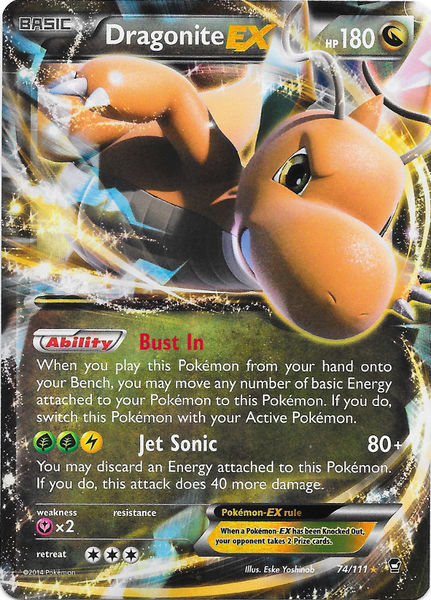 BASIC
Dragonite EX HP180
Ability Bust In
When you play this Pokémon from your hand onto
your Bench, you may move any number of basic Energy
attached to your Pokémon to this Pokémon. If you do,
switch this Pokémon with your Active Pokémon.
Jet Sonic 80+
You may discard an Energy attached to this Pokémon.
If you do, this attack does 40 more damage.
weakness resistance
×2
Pokémon-EX rule
When a Pokémon-EX has been Knocked Out,
your opponent takes 2 Prize cards.
retreat
©2014 Pokémon
Illus. Eske Yoshinob
74/111